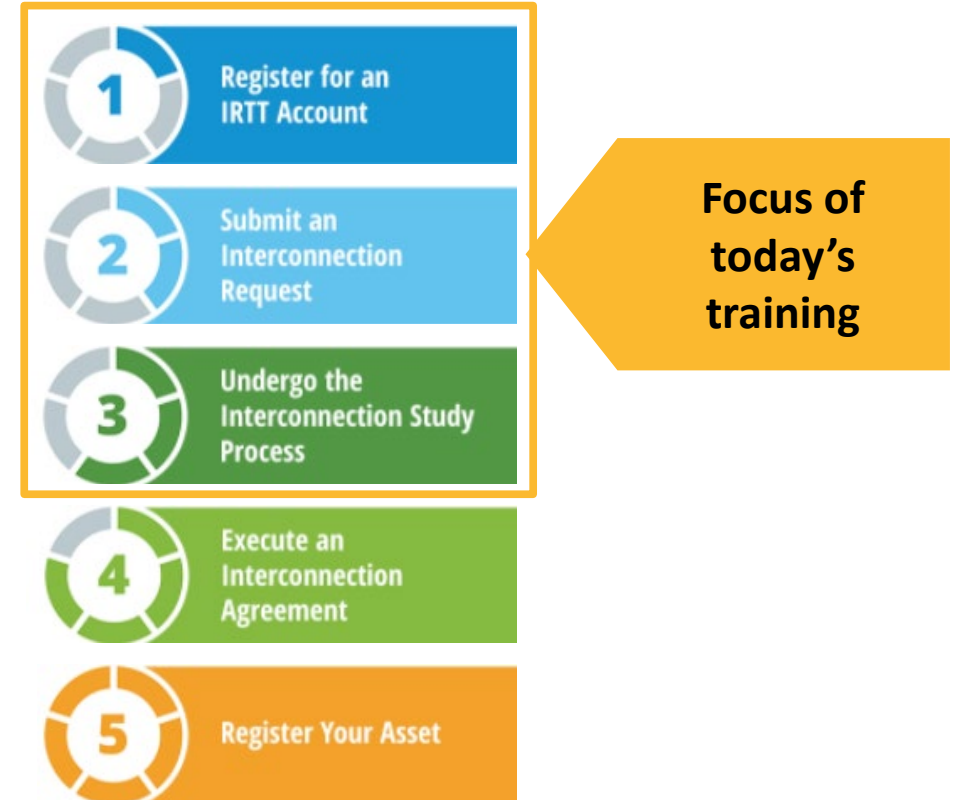 1
Register for an
IRTT Account
2
Submit an
Interconnection
Request
3
Undergo the
Interconnection Study
Process
Focus of
today's
training
4
Execute an
Interconnection
Agreement
5
Register Your Asset